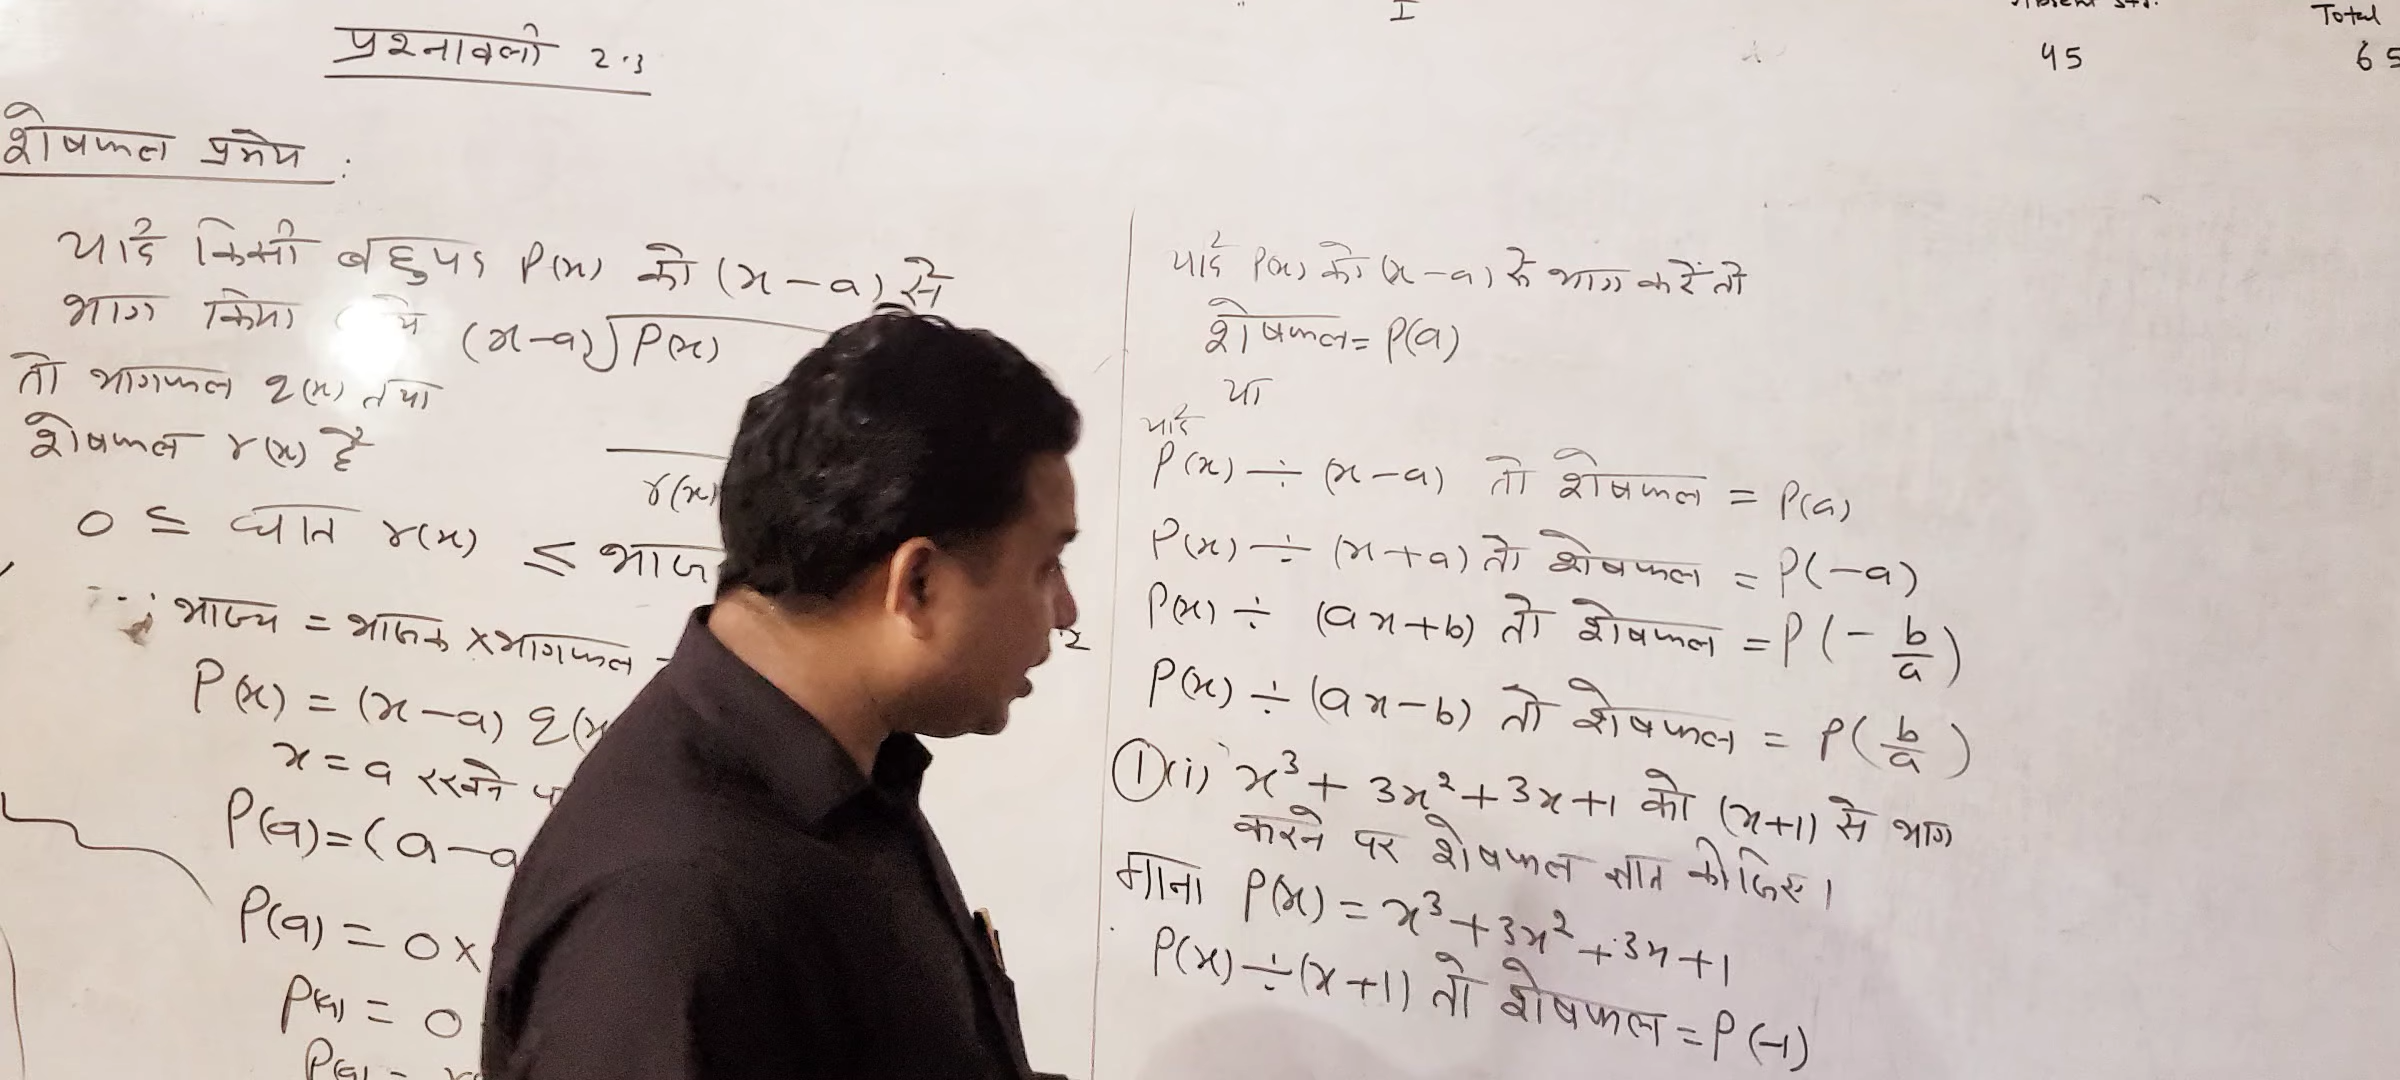 I
Absent std.
Total
45
65
प्रश्नावली 2.3
शेषफल प्रमेय :
यदि किसी बहुपद P(x) को (x-a) से
भाग किया
(x-a)√P(x)
तो भागफल q(x) तथा
शेषफल r(x) है
r(x)
0 ≤ घात r(x) ≤ भाज
∵ भाज्य = भाजक × भागफल
P(x) = (x-a) q(x
x = a रखने प
P(a) = (a-a
P(a) = 0 ×
P(a) = 0
P(a) =
यदि P(x) को (x-a) से भाग करें तो
शेषफल = P(a)
या
यदि
P(x) ÷ (x-a) तो शेषफल = P(a)
P(x) ÷ (x+a) तो शेषफल = P(-a)
P(x) ÷ (ax+b) तो शेषफल = P(-b/a)
P(x) ÷ (ax-b) तो शेषफल = P(b/a)
① (i) x³ + 3x² + 3x + 1 को (x+1) से भाग
करने पर शेषफल ज्ञात कीजिए।
माना P(x) = x³ + 3x² + 3x + 1
P(x) ÷ (x+1) तो शेषफल = P(-1)